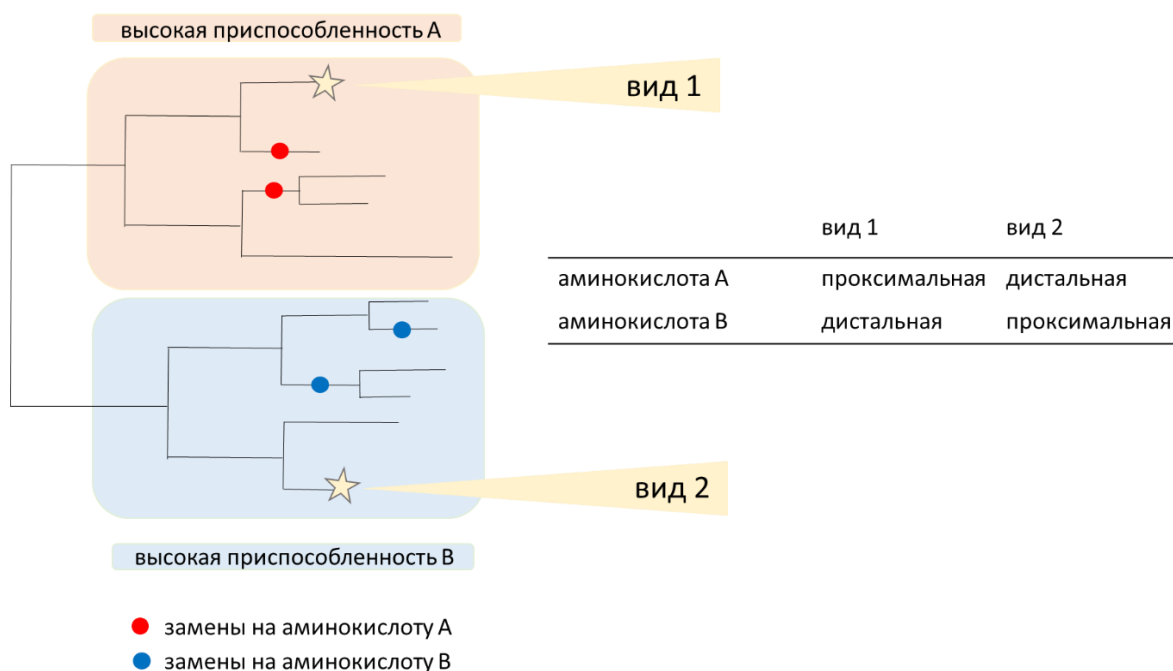 высокая приспособленность А
вид 1
вид 1 вид 2
аминокислота А проксимальная дистальная
аминокислота В дистальная проксимальная
вид 2
высокая приспособленность В
замены на аминокислоту А
замены на аминокислоту В